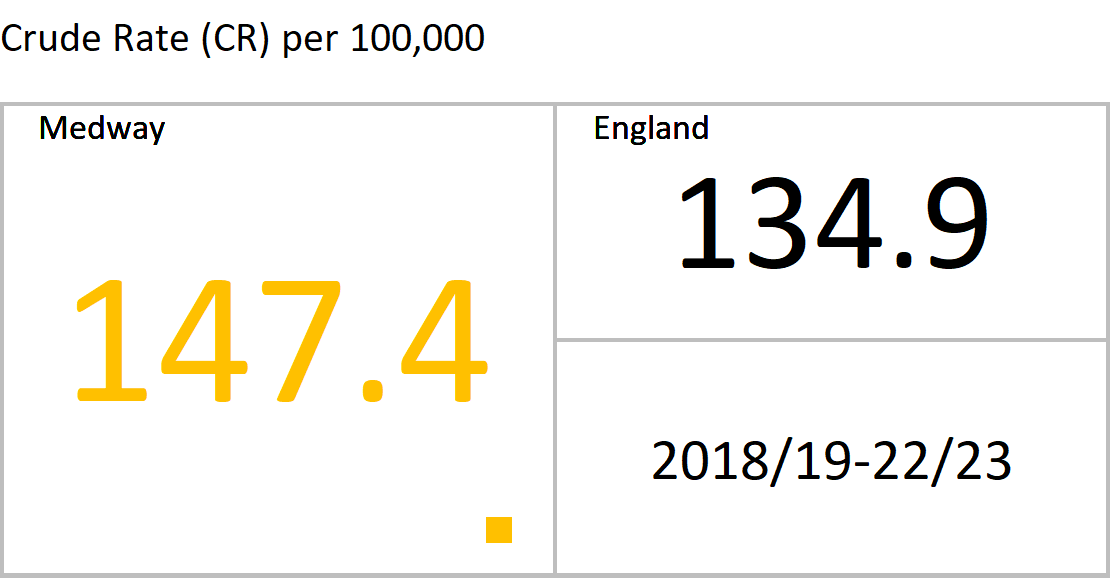 Crude Rate (CR) per 100,000
Medway
147.4
England
134.9
2018/19-22/23